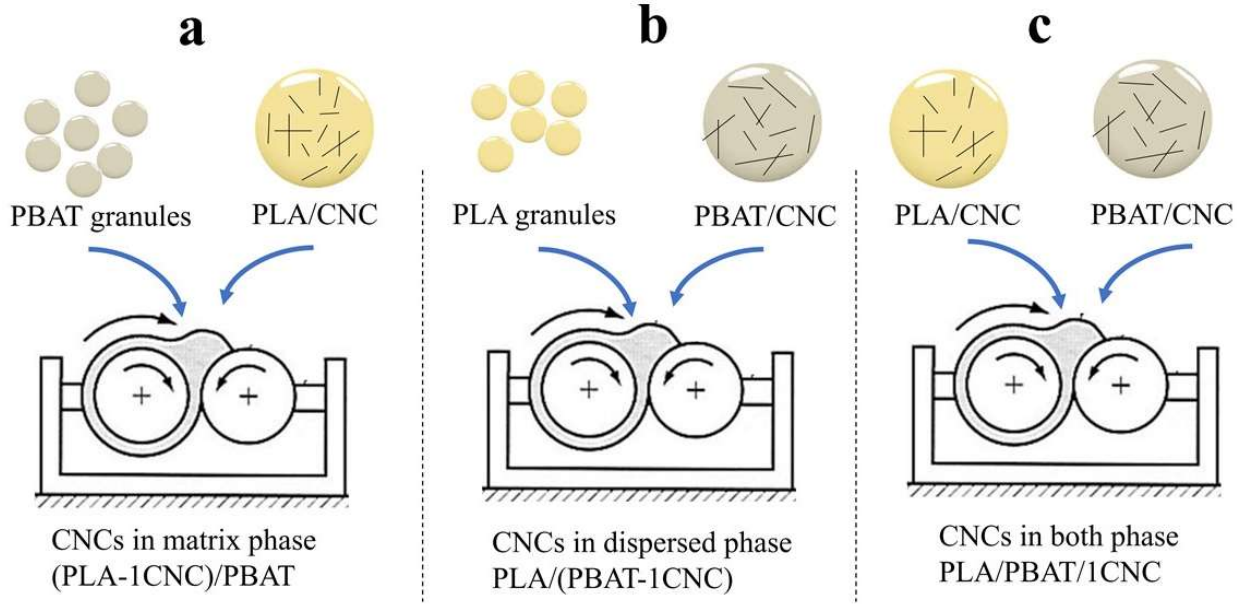 a
PBAT granules
PLA/CNC
CNCs in matrix phase
(PLA-1CNC)/PBAT
b
PLA granules
PBAT/CNC
CNCs in dispersed phase
PLA/(PBAT-1CNC)
c
PLA/CNC
PBAT/CNC
CNCs in both phase
PLA/PBAT/1CNC